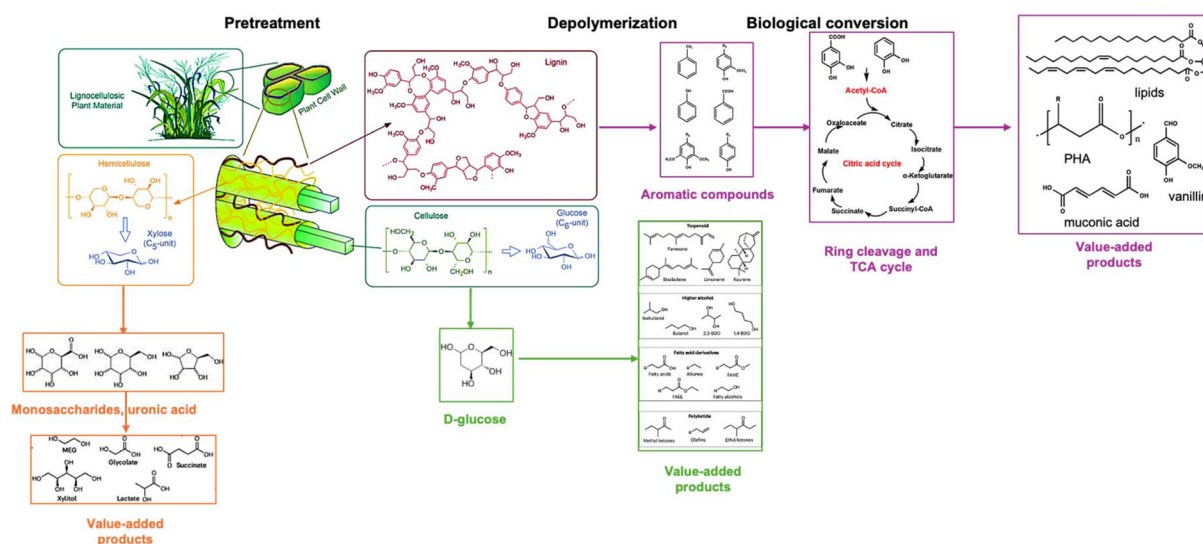 Pretreatment
Depolymerization
Biological conversion
Lignocellulosic
Plant Material
Plant Cell Wall
Hemicellulose
Xylose
(C5-unit)
Lignin
Cellulose
Glucose
(C6-unit)
Aromatic compounds
Acetyl-CoA
Oxaloacetate
Citrate
Malate
Isocitrate
Citric acid cycle
α-Ketoglutarate
Fumarate
Succinyl-CoA
Succinate
Ring cleavage and
TCA cycle
lipids
PHA
vanillin
muconic acid
Value-added
products
Monosaccharides, uronic acid
MEG
Glycolate
Succinate
Xylitol
Lactate
Value-added
products
D-glucose
Terpenoid
Farnesene
Bisabolene
Limonene
Kaurene
Higher alcohol
Isobutanol
Butanol
2,3-BDO
1,4-BDO
Fatty acid derivatives
Fatty acids
Alkanes
FAME
FAEE
Fatty alcohols
Polyketide
Methyl ketones
Olefins
Ethyl ketones
Value-added
products